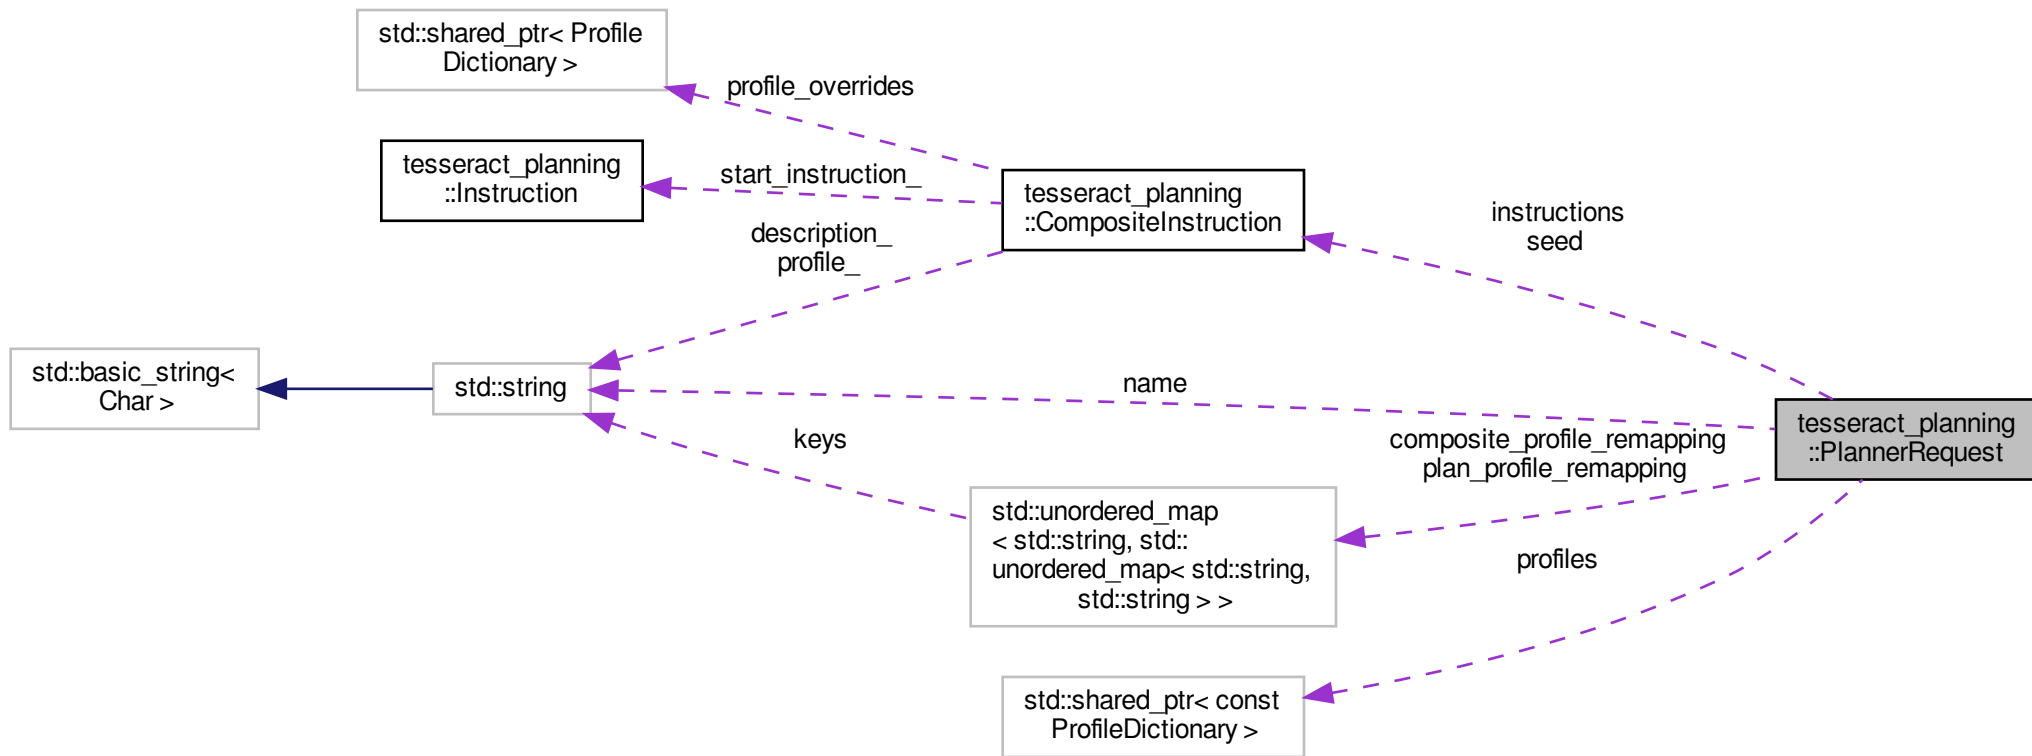 std::shared_ptr< Profile
Dictionary >
profile_overrides
tesseract_planning
::Instruction
start_instruction_
tesseract_planning
::CompositeInstruction
instructions
seed
description_
profile_
std::basic_string<
Char >
std::string
name
keys
tesseract_planning
::PlannerRequest
composite_profile_remapping
plan_profile_remapping
std::unordered_map
< std::string, std::
unordered_map< std::string,
std::string > >
profiles
std::shared_ptr< const
ProfileDictionary >